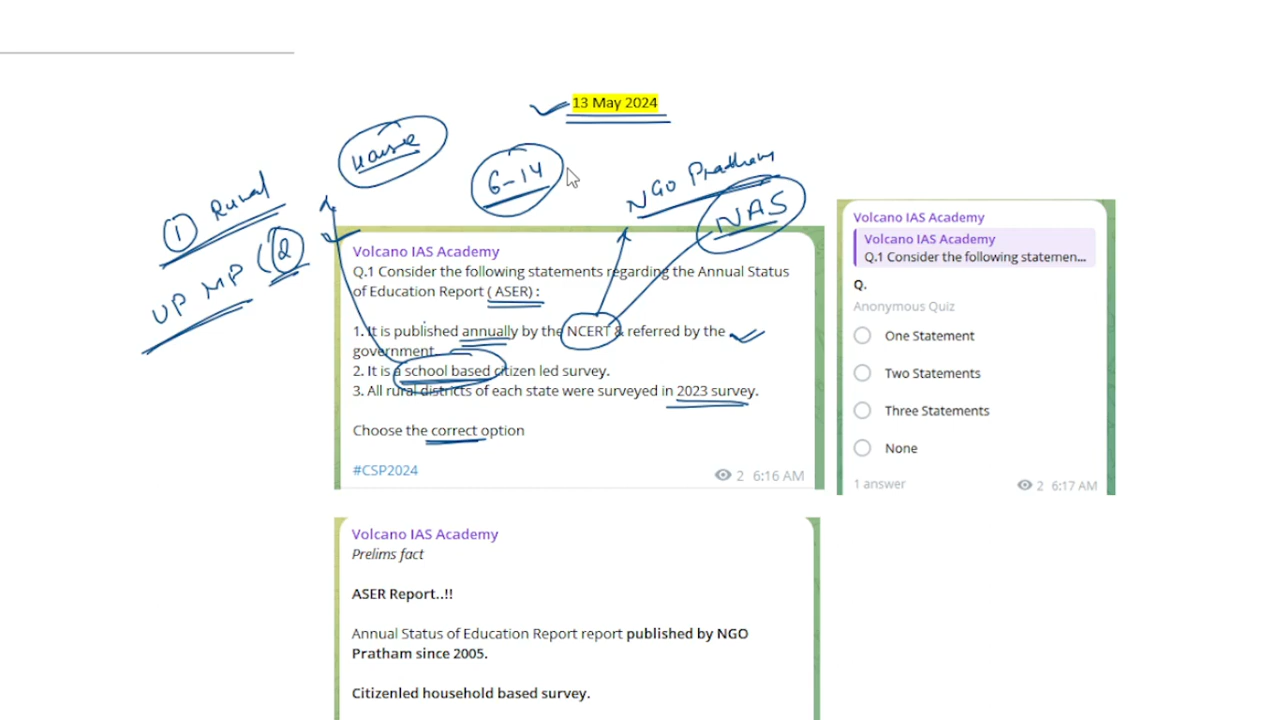 13 May 2024
House
6-14
NGO Pratham
NAS
① Rural
UP MP (②
Volcano IAS Academy
Q.1 Consider the following statements regarding the Annual Status
of Education Report ( ASER) :
1. It is published annually by the NCERT & referred by the
government.
2. It is a school based citizen led survey.
3. All rural districts of each state were surveyed in 2023 survey.
Choose the correct option
#CSP2024
2 6:16 AM
Volcano IAS Academy
Volcano IAS Academy
Q.1 Consider the following statemen...
Q.
Anonymous Quiz
One Statement
Two Statements
Three Statements
None
1 answer
2 6:17 AM
Volcano IAS Academy
Prelims fact
ASER Report..!!
Annual Status of Education Report report published by NGO
Pratham since 2005.
Citizenled household based survey.